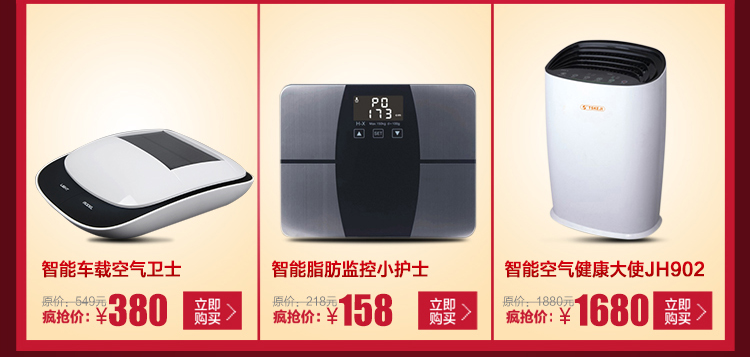 P0
173
H-X
SET
智能车载空气卫士
原价：549元
疯抢价：¥380
立即
购买
智能脂肪监控小护士
原价：218元
疯抢价：¥158
立即
购买
智能空气健康大使JH902
原价：1880元
疯抢价：¥1680
立即
购买